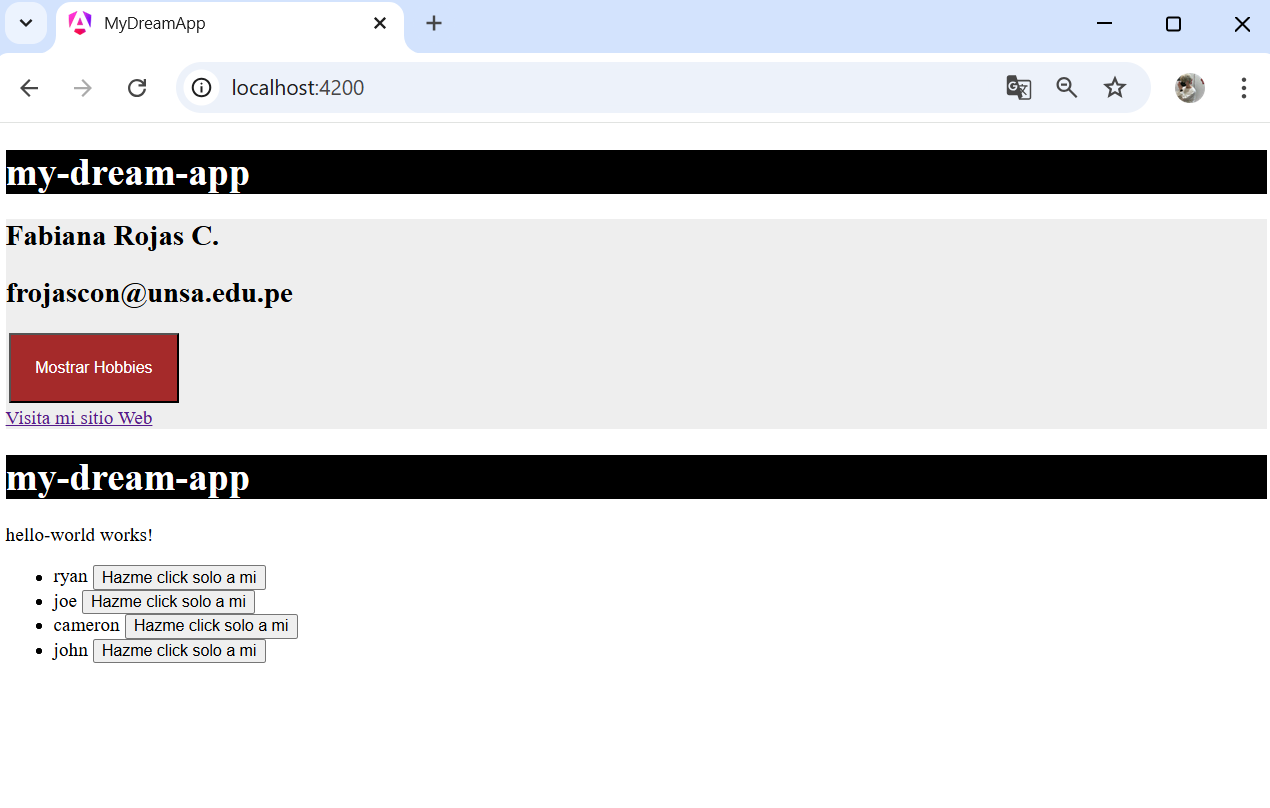 MyDreamApp
localhost:4200
my-dream-app
Fabiana Rojas C.
frojascon@unsa.edu.pe
Mostrar Hobbies
Visita mi sitio Web
my-dream-app
hello-world works!
ryan Hazme click solo a mi
joe Hazme click solo a mi
cameron Hazme click solo a mi
john Hazme click solo a mi